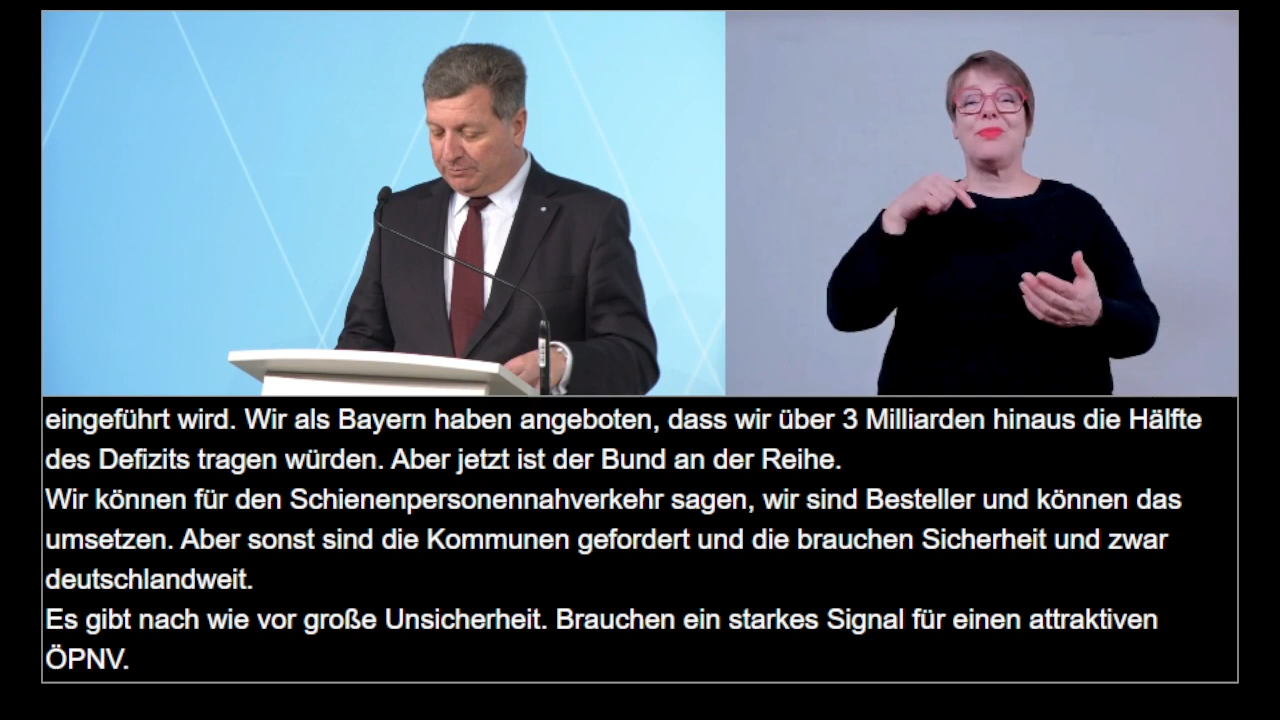 eingeführt wird. Wir als Bayern haben angeboten, dass wir über 3 Milliarden hinaus die Hälfte
des Defizits tragen würden. Aber jetzt ist der Bund an der Reihe.
Wir können für den Schienenpersonennahverkehr sagen, wir sind Besteller und können das
umsetzen. Aber sonst sind die Kommunen gefordert und die brauchen Sicherheit und zwar
deutschlandweit.
Es gibt nach wie vor große Unsicherheit. Brauchen ein starkes Signal für einen attraktiven
ÖPNV.